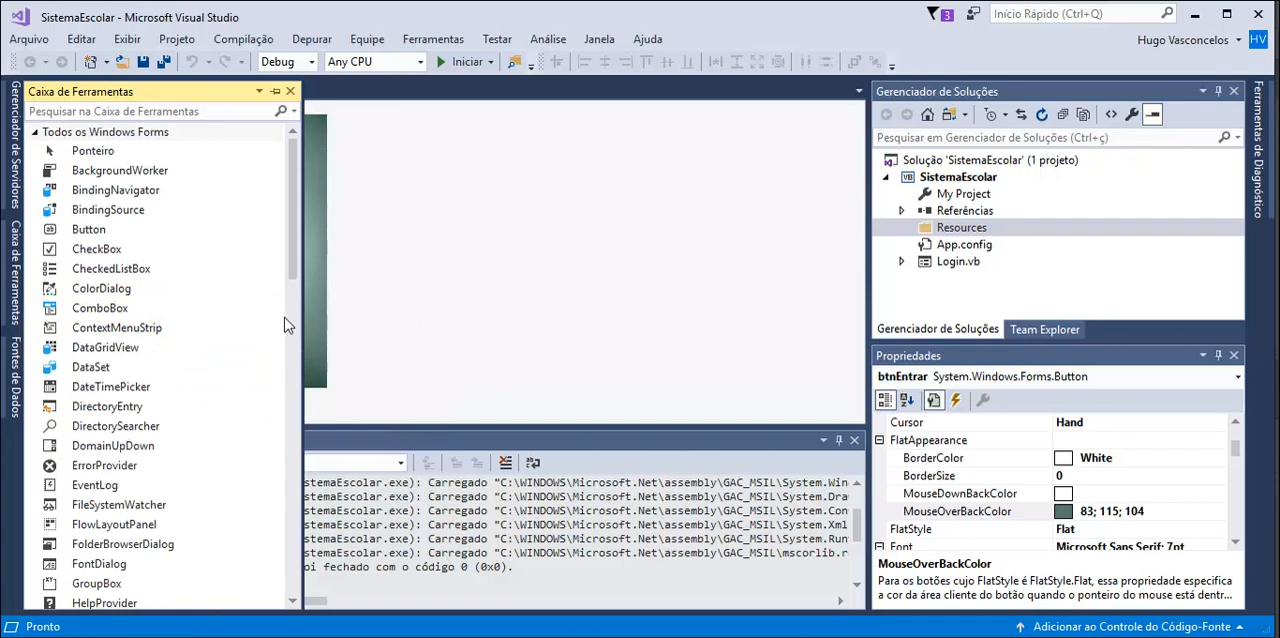 SistemaEscolar - Microsoft Visual Studio
3
Início Rápido (Ctrl+Q)
Arquivo Editar Exibir Projeto Compilação Depurar Equipe Ferramentas Testar Análise Janela Ajuda
Hugo Vasconcelos HV
Debug Any CPU Iniciar
Gerenciador de Servidores
Caixa de Ferramentas
Fontes de Dados
Caixa de Ferramentas
Pesquisar na Caixa de Ferramentas
Todos os Windows Forms
Ponteiro
BackgroundWorker
BindingNavigator
BindingSource
Button
CheckBox
CheckedListBox
ColorDialog
ComboBox
ContextMenuStrip
DataGridView
DataSet
DateTimePicker
DirectoryEntry
DirectorySearcher
DomainUpDown
ErrorProvider
EventLog
FileSystemWatcher
FlowLayoutPanel
FolderBrowserDialog
FontDialog
GroupBox
HelpProvider
stemaEscolar.exe): Carregado "C:\WINDOWS\Microsoft.Net\assembly\GAC_MSIL\System.Win
stemaEscolar.exe): Carregado "C:\WINDOWS\Microsoft.Net\assembly\GAC_MSIL\System.Dra
stemaEscolar.exe): Carregado "C:\WINDOWS\Microsoft.Net\assembly\GAC_MSIL\System.Con
stemaEscolar.exe): Carregado "C:\WINDOWS\Microsoft.Net\assembly\GAC_MSIL\System.Xml
stemaEscolar.exe): Carregado "C:\WINDOWS\Microsoft.Net\assembly\GAC_MSIL\System.Run
stemaEscolar.exe): Carregado "C:\WINDOWS\Microsoft.Net\assembly\GAC_MSIL\mscorlib.r
oi fechado com o código 0 (0x0).
Gerenciador de Soluções
Pesquisar em Gerenciador de Soluções (Ctrl+ç)
Solução 'SistemaEscolar' (1 projeto)
VB SistemaEscolar
My Project
Referências
Resources
App.config
Login.vb
Gerenciador de Soluções Team Explorer
Propriedades
btnEntrar System.Windows.Forms.Button
Cursor Hand
FlatAppearance
BorderColor White
BorderSize 0
MouseDownBackColor
MouseOverBackColor 83; 115; 104
FlatStyle Flat
Font Microsoft Sans Serif; 7pt
MouseOverBackColor
Para os botões cujo FlatStyle é FlatStyle.Flat, essa propriedade especifica
a cor da área cliente do botão quando o ponteiro do mouse está dentr...
Ferramentas de Diagnóstico
Pronto
Adicionar ao Controle do Código-Fonte